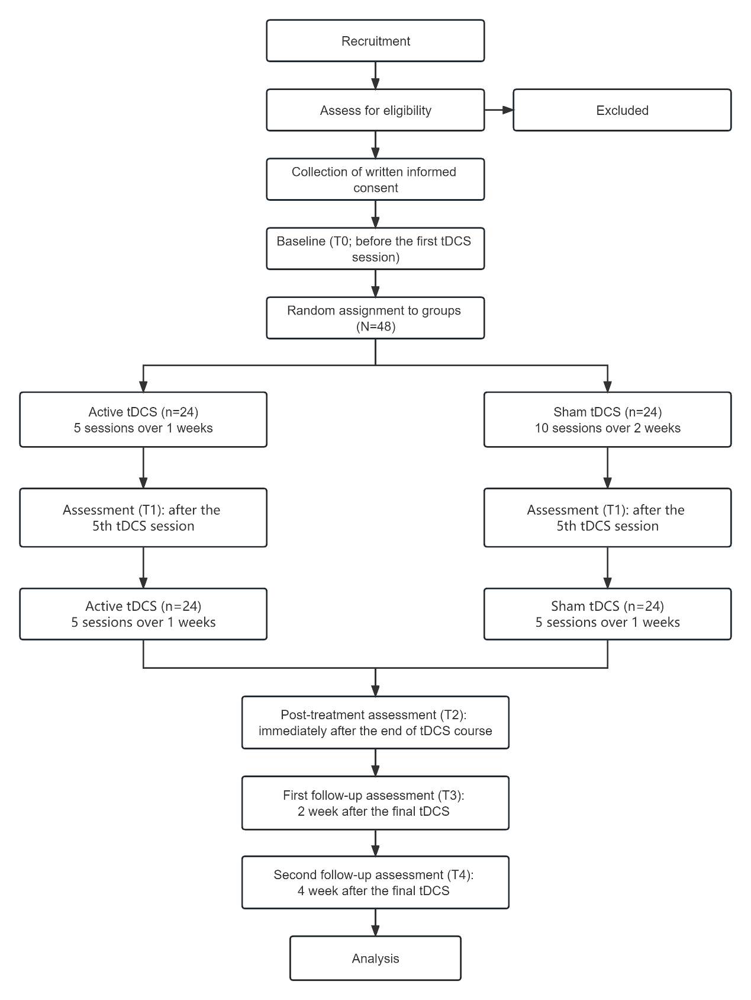 Recruitment
Assess for eligibility
Excluded
Collection of written informed
consent
Baseline (T0; before the first tDCS
session)
Random assignment to groups
(N=48)
Active tDCS (n=24)
5 sessions over 1 weeks
Sham tDCS (n=24)
10 sessions over 2 weeks
Assessment (T1): after the
5th tDCS session
Assessment (T1): after the
5th tDCS session
Active tDCS (n=24)
5 sessions over 1 weeks
Sham tDCS (n=24)
5 sessions over 1 weeks
Post-treatment assessment (T2):
immediately after the end of tDCS course
First follow-up assessment (T3):
2 week after the final tDCS
Second follow-up assessment (T4):
4 week after the final tDCS
Analysis